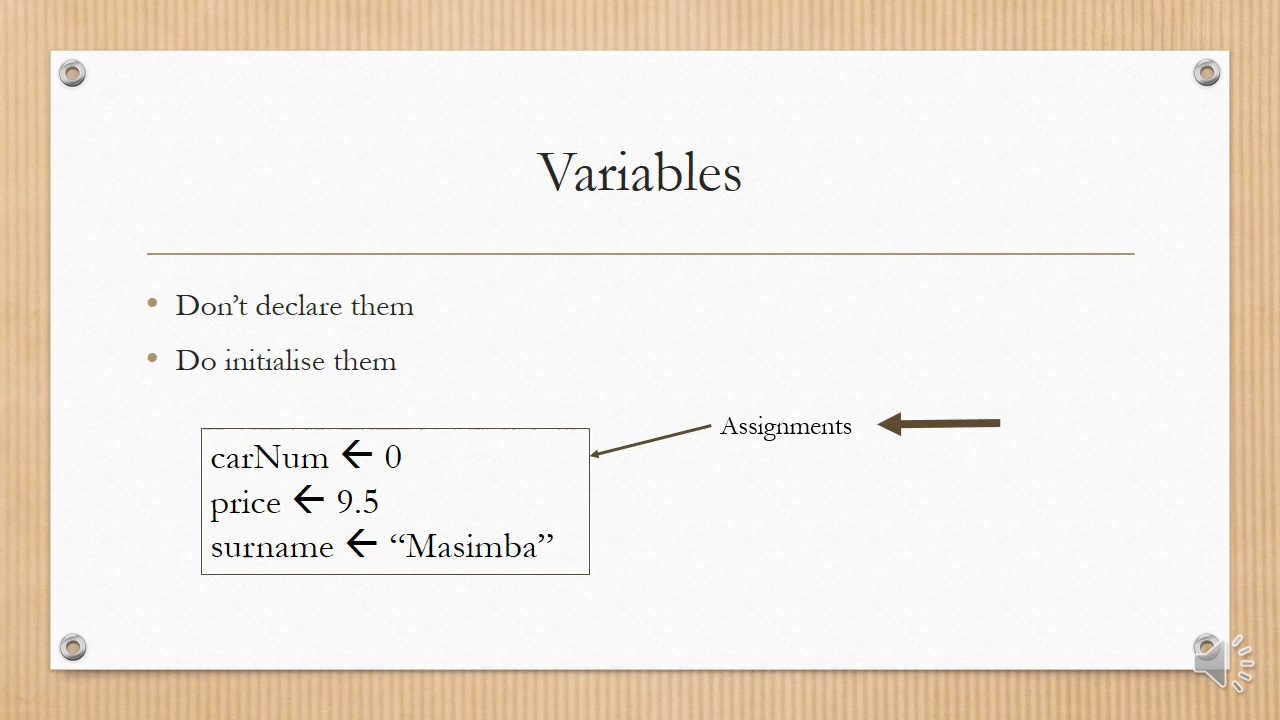 Variables
• Don’t declare them
• Do initialise them
Assignments
carNum ← 0
price ← 9.5
surname ← “Masimba”